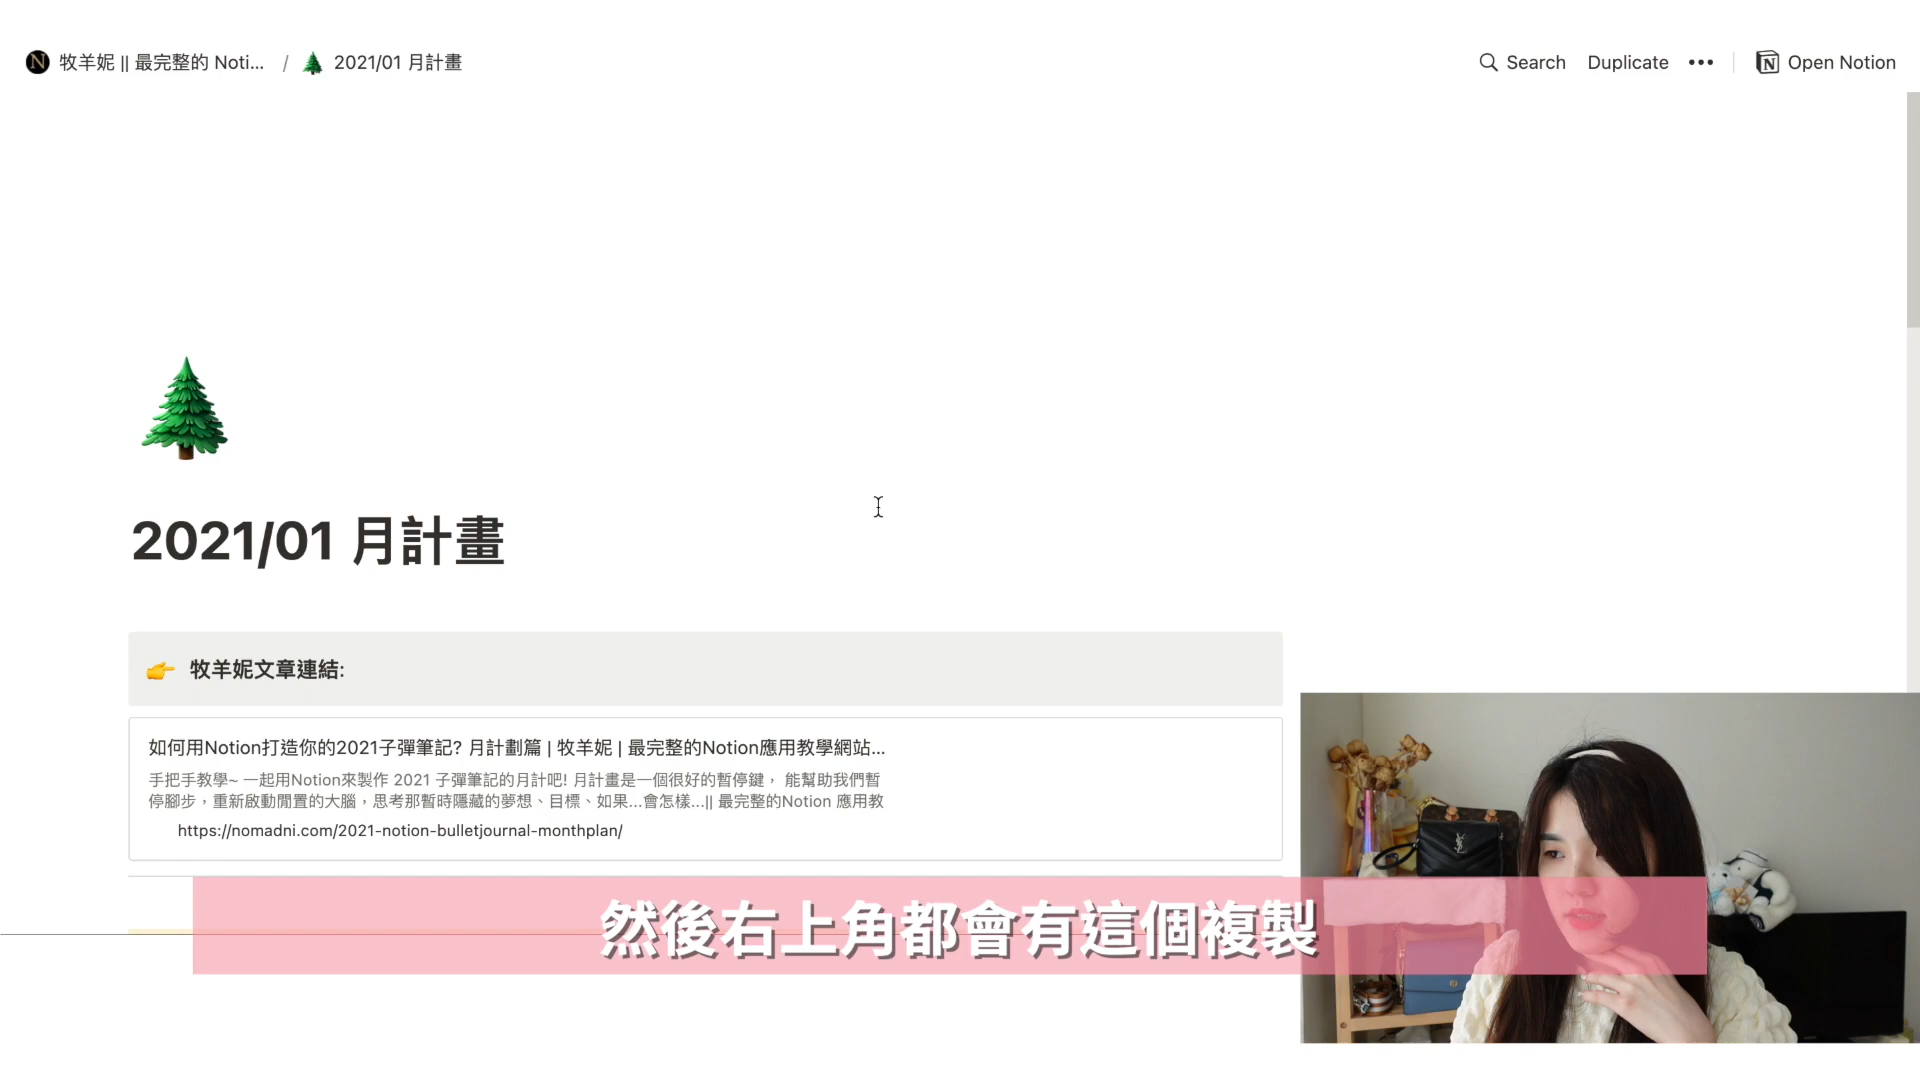 牧羊妮 || 最完整的 Noti... / 2021/01 月計畫
Search Duplicate ••• Open Notion
2021/01 月計畫
牧羊妮文章連結:
如何用Notion打造你的2021子彈筆記? 月計劃篇 | 牧羊妮 | 最完整的Notion應用教學網站...
手把手教學~ 一起用Notion來製作 2021 子彈筆記的月計吧! 月計畫是一個很好的暫停鍵， 能幫助我們暫
停腳步，重新啟動閒置的大腦，思考那暫時隱藏的夢想、目標、如果...會怎樣...|| 最完整的Notion 應用教
https://nomadni.com/2021-notion-bulletjournal-monthplan/
然後右上角都會有這個複製